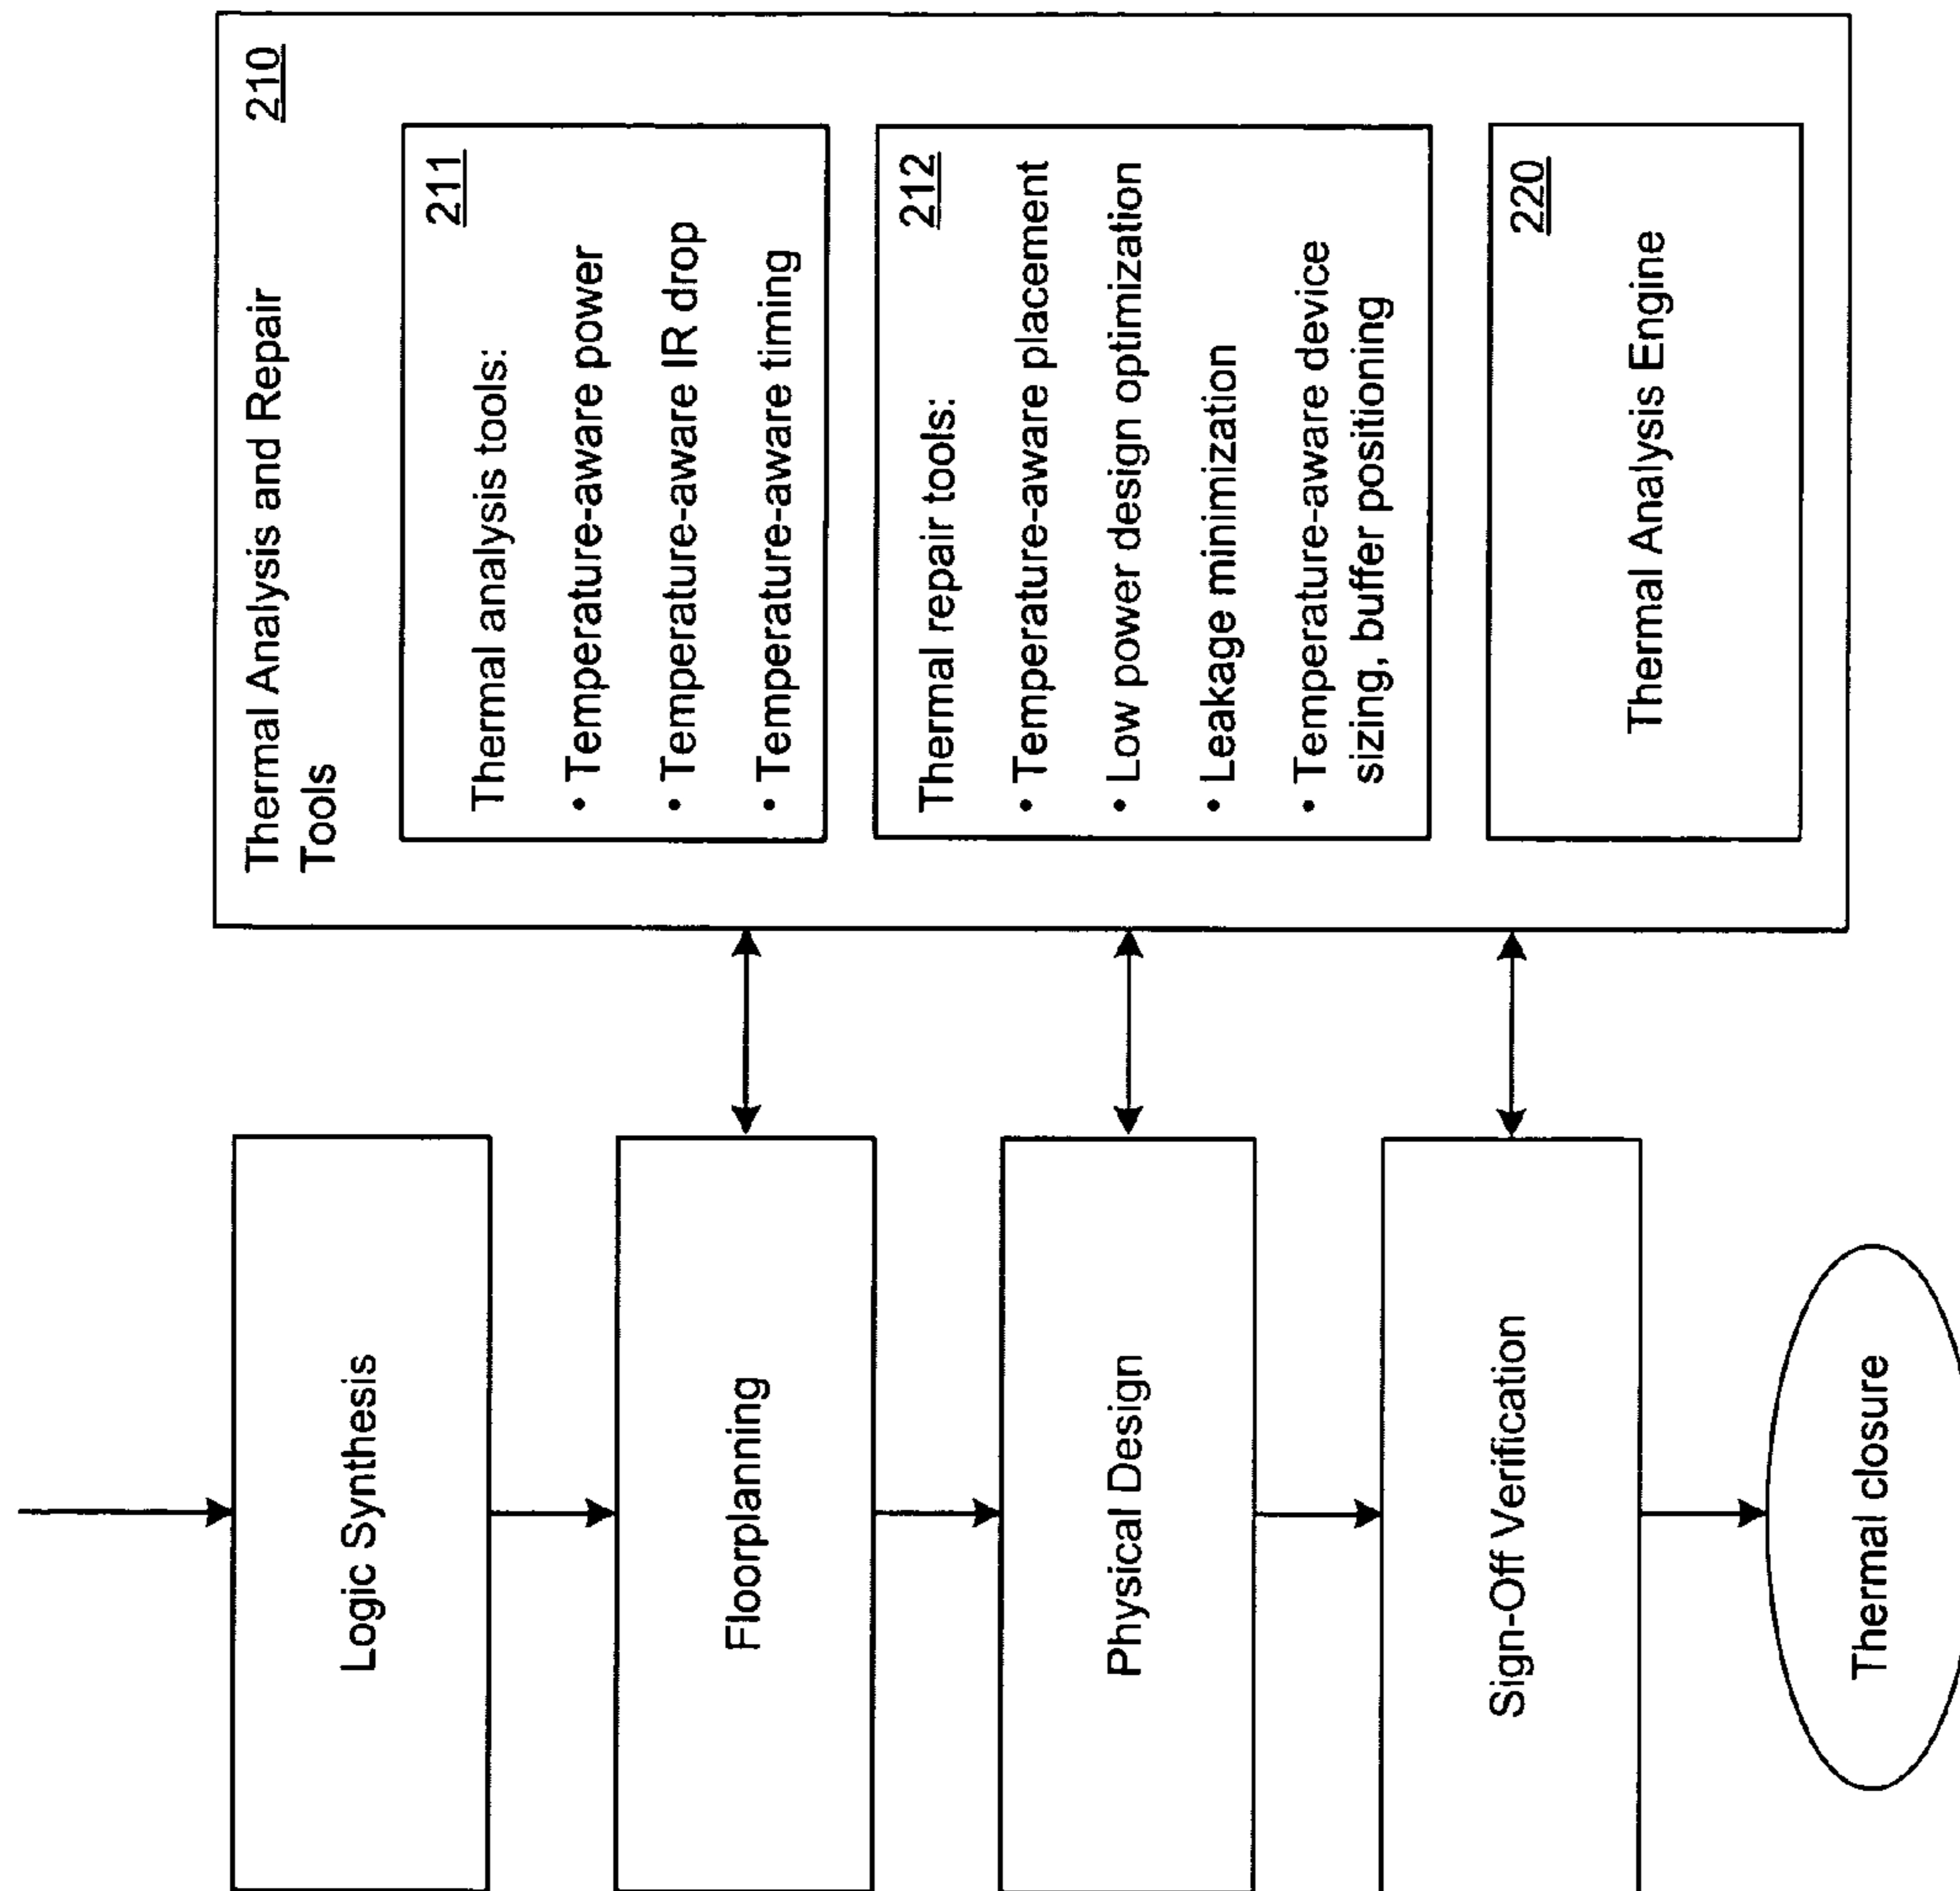 Logic Synthesis
Floorplanning
Physical Design
Sign-Off Verification
Thermal closure
Thermal Analysis and Repair
Tools
210
211
Thermal analysis tools:
• Temperature-aware power
• Temperature-aware IR drop
• Temperature-aware timing
212
Thermal repair tools:
• Temperature-aware placement
• Low power design optimization
• Leakage minimization
• Temperature-aware device
sizing, buffer positioning
220
Thermal Analysis Engine